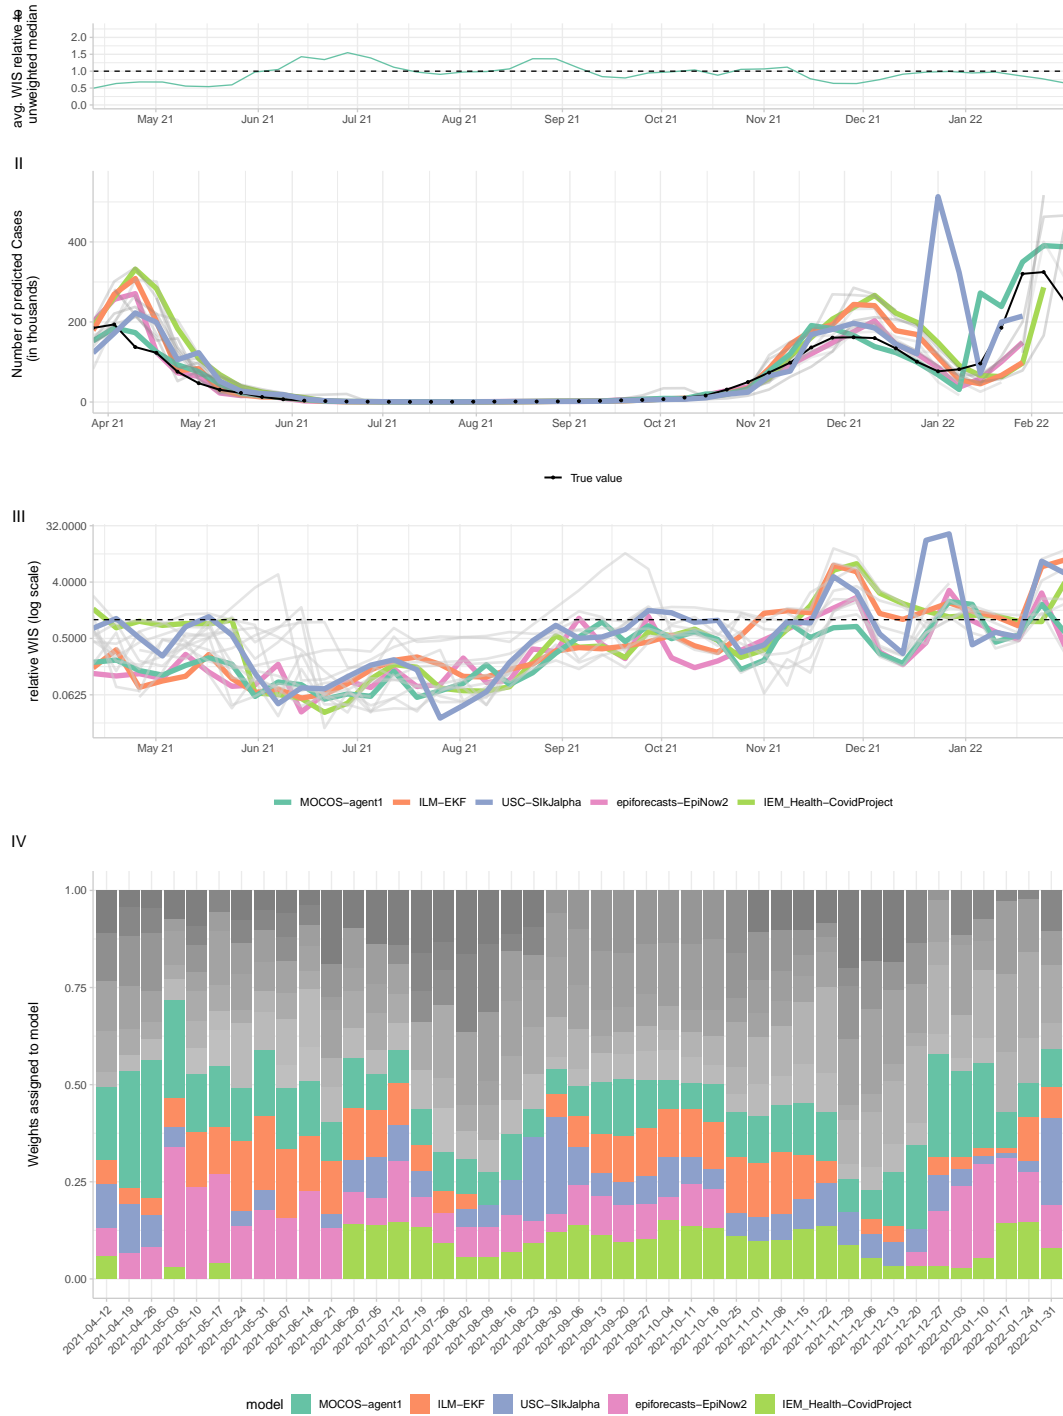 I
avg. WIS relative to
unweighted median
2.0
1.5
1.0
0.5
0.0
May 21 Jun 21 Jul 21 Aug 21 Sep 21 Oct 21 Nov 21 Dec 21 Jan 22
II
Number of predicted Cases
(in thousands)
400
200
0
Apr 21 May 21 Jun 21 Jul 21 Aug 21 Sep 21 Oct 21 Nov 21 Dec 21 Jan 22 Feb 22
True value
III
relative WIS (log scale)
32.0000
4.0000
0.5000
0.0625
May 21 Jun 21 Jul 21 Aug 21 Sep 21 Oct 21 Nov 21 Dec 21 Jan 22
MOCOS−agent1 ILM−EKF USC−SIkJalpha epiforecasts−EpiNow2 IEM_Health−CovidProject
IV
Weights assigned to model
1.00
0.75
0.50
0.25
0.00
2021-04-12 2021-04-19 2021-04-26 2021-05-03 2021-05-10 2021-05-17 2021-05-24 2021-05-31 2021-06-07 2021-06-14 2021-06-21 2021-06-28 2021-07-05 2021-07-12 2021-07-19 2021-07-26 2021-08-02 2021-08-09 2021-08-16 2021-08-23 2021-08-30 2021-09-06 2021-09-13 2021-09-20 2021-09-27 2021-10-04 2021-10-11 2021-10-18 2021-10-25 2021-11-01 2021-11-08 2021-11-15 2021-11-22 2021-11-29 2021-12-06 2021-12-13 2021-12-20 2021-12-27 2022-01-03 2022-01-10 2022-01-17 2022-01-24 2022-01-31
model MOCOS−agent1 ILM−EKF USC−SIkJalpha epiforecasts−EpiNow2 IEM_Health−CovidProject